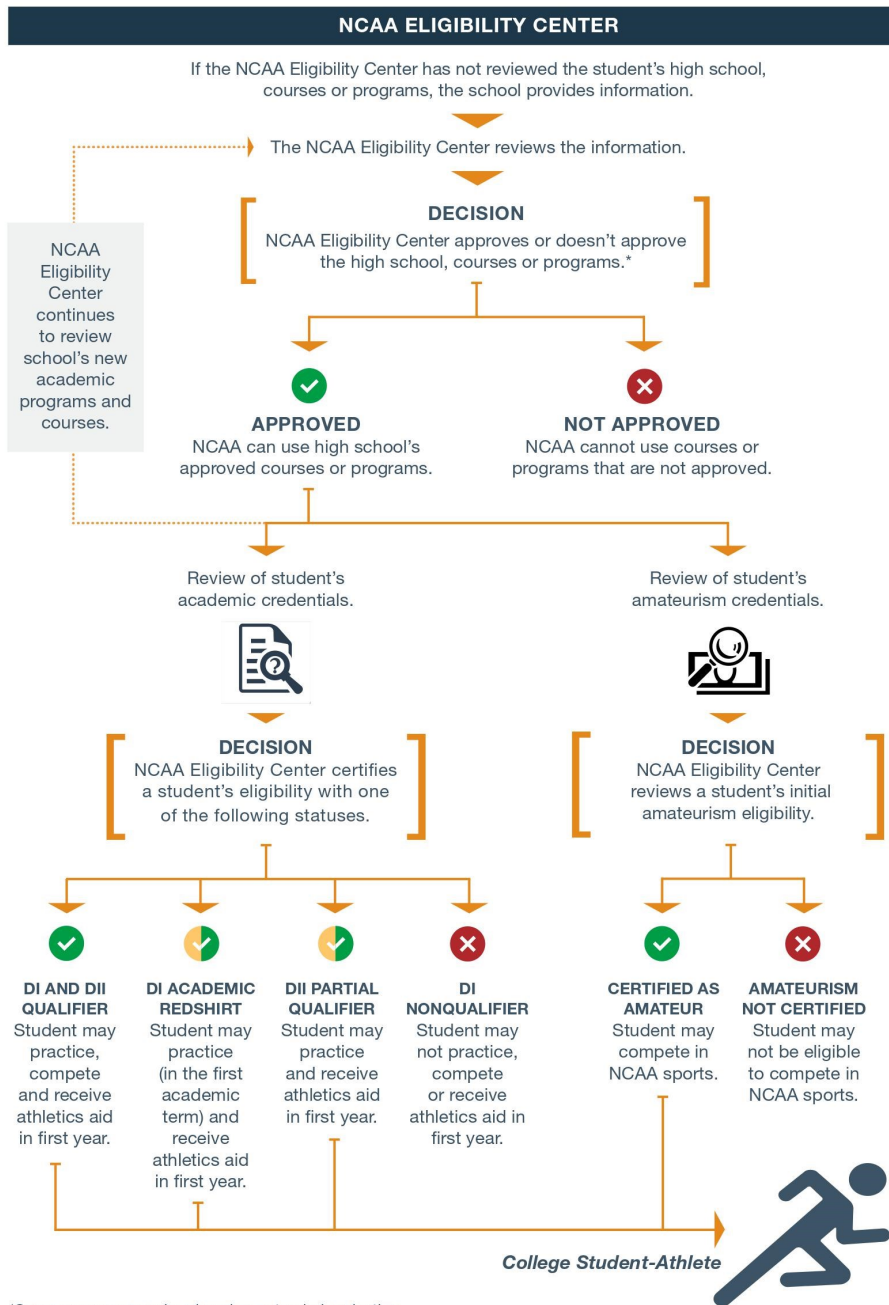 NCAA ELIGIBILITY CENTER
If the NCAA Eligibility Center has not reviewed the student's high school,
courses or programs, the school provides information.
The NCAA Eligibility Center reviews the information.
DECISION
NCAA Eligibility Center approves or doesn't approve
the high school, courses or programs.*
NCAA
Eligibility
Center
continues
to review
school's new
academic
programs and
courses.
APPROVED
NCAA can use high school's
approved courses or programs.
NOT APPROVED
NCAA cannot use courses or
programs that are not approved.
Review of student's
academic credentials.
Review of student's
amateurism credentials.
?
DECISION
NCAA Eligibility Center certifies
a student's eligibility with one
of the following statuses.
DECISION
NCAA Eligibility Center
reviews a student's initial
amateurism eligibility.
DI AND DII
QUALIFIER
Student may
practice,
compete
and receive
athletics aid
in first year.
DI ACADEMIC
REDSHIRT
Student may
practice
(in the first
academic
term) and
receive
athletics aid
in first year.
DII PARTIAL
QUALIFIER
Student may
practice
and receive
athletics aid
in first year.
DI
NONQUALIFIER
Student may
not practice,
compete
or receive
athletics aid in
first year.
CERTIFIED AS
AMATEUR
Student may
compete in
NCAA sports.
AMATEURISM
NOT CERTIFIED
Student may
not be eligible
to compete in
NCAA sports.
College Student-Athlete